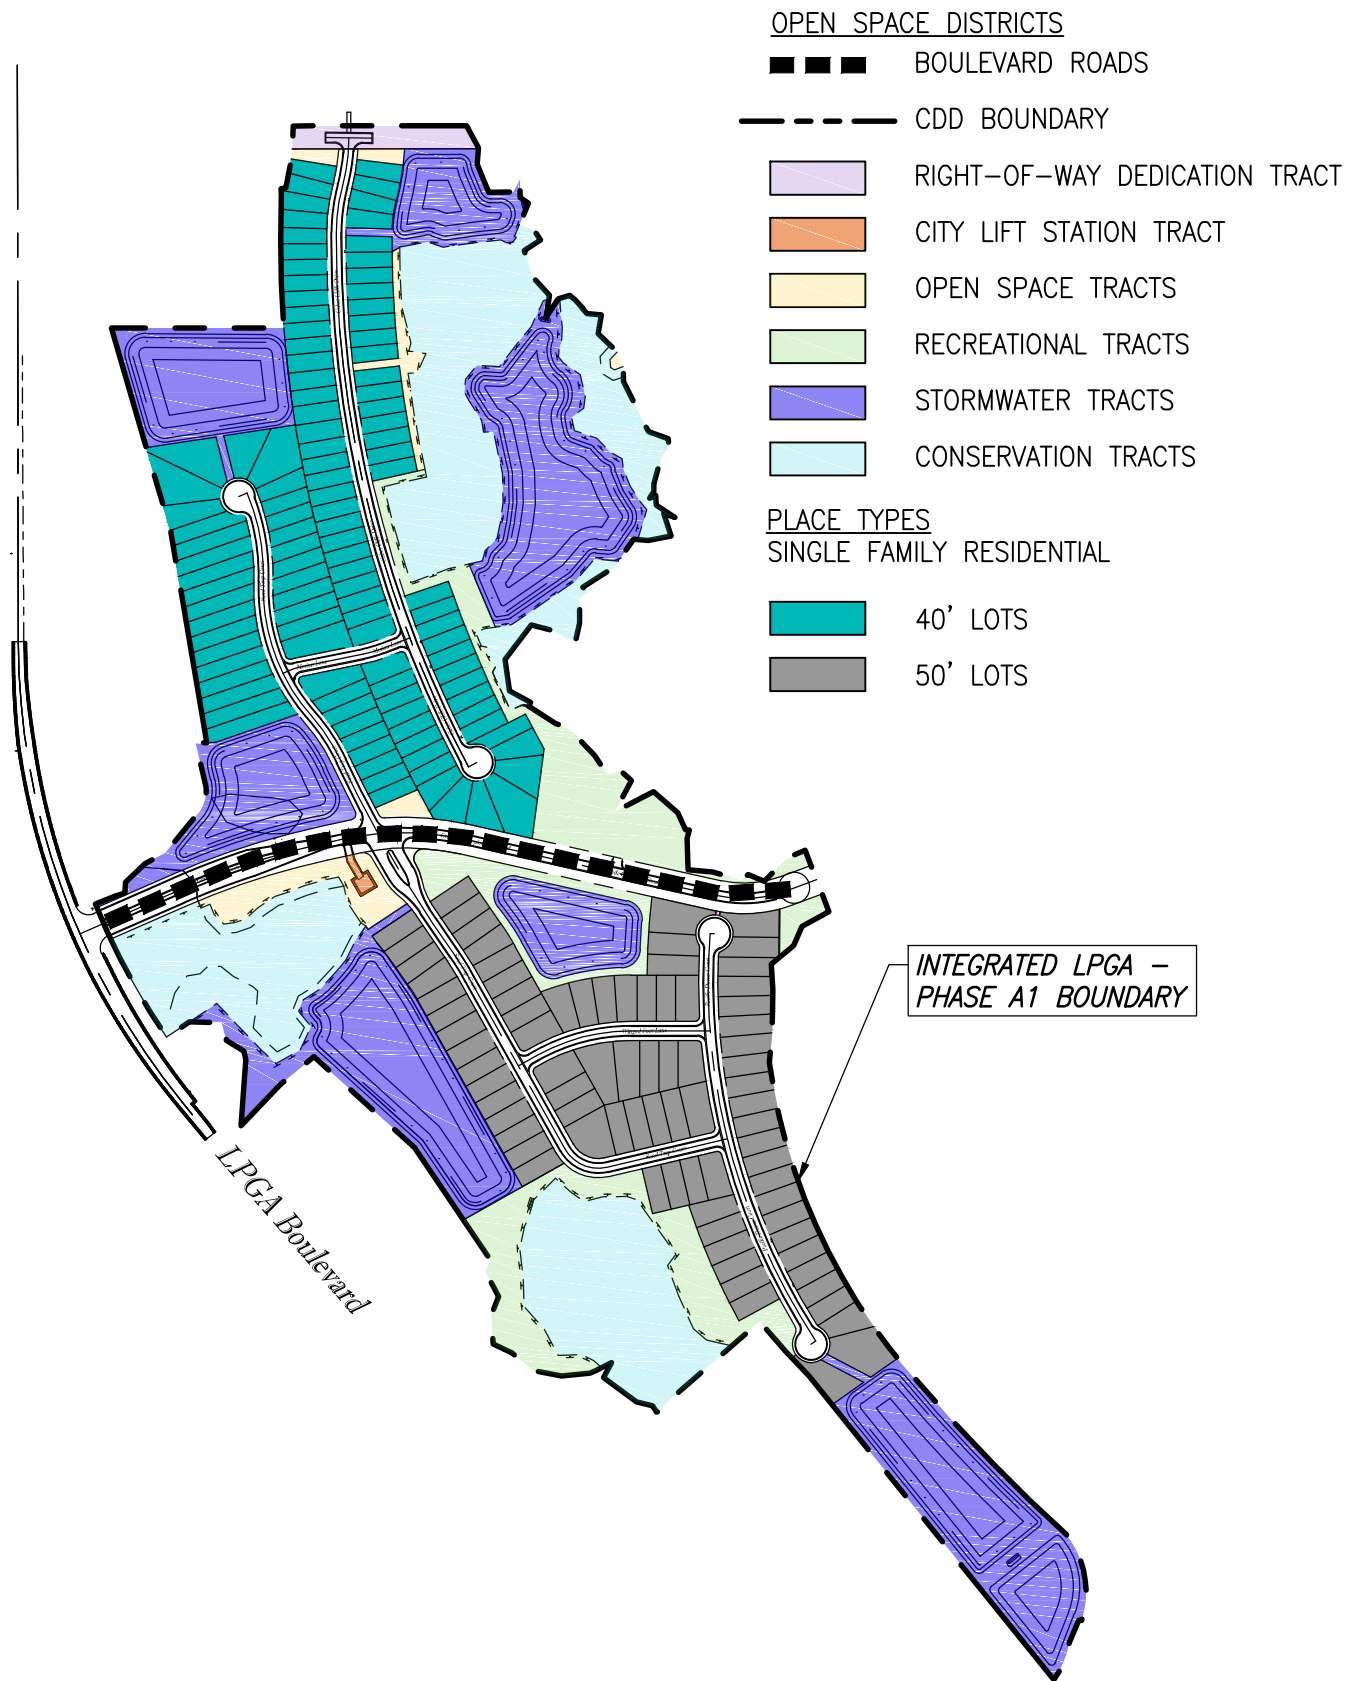 OPEN SPACE DISTRICTS
BOULEVARD ROADS
CDD BOUNDARY
RIGHT-OF-WAY DEDICATION TRACT
CITY LIFT STATION TRACT
OPEN SPACE TRACTS
RECREATIONAL TRACTS
STORMWATER TRACTS
CONSERVATION TRACTS
PLACE TYPES
SINGLE FAMILY RESIDENTIAL
40' LOTS
50' LOTS
INTEGRATED LPGA -
PHASE A1 BOUNDARY
LPGA Boulevard